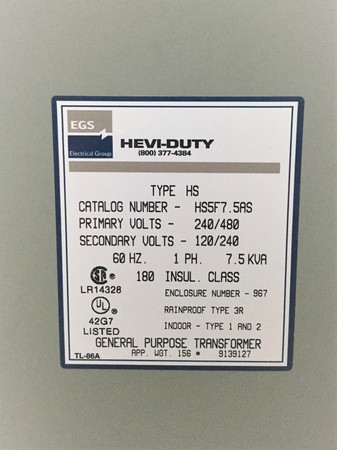 EGS
Electrical Group
HEVI-DUTY
(800) 377-4384
TYPE HS
CATALOG NUMBER - HS5F7.5AS
PRIMARY VOLTS - 240/480
SECONDARY VOLTS - 120/240
60 HZ. 1 PH. 7.5 KVA
180 INSUL. CLASS
LR14328
ENCLOSURE NUMBER - 967
UL
RAINPROOF TYPE 3R
42G7
LISTED
INDOOR - TYPE 1 AND 2
GENERAL PURPOSE TRANSFORMER
TL-86A
APP. WGT. 156 # 9139127